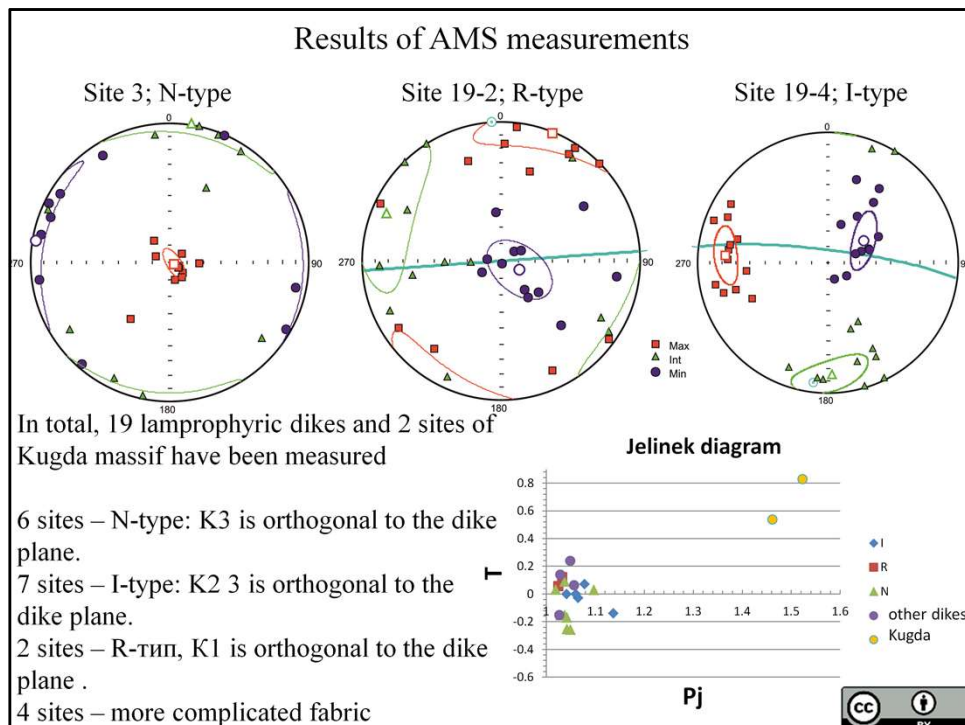 Results of AMS measurements
Site 3; N-type
Site 19-2; R-type
Site 19-4; I-type
0
270
90
180
0
270
90
180
0
270
90
180
Max
Int
Min
In total, 19 lamprophyric dikes and 2 sites of
Kugda massif have been measured
6 sites – N-type: K3 is orthogonal to the dike
plane.
7 sites – I-type: K2 3 is orthogonal to the
dike plane.
2 sites – R-тип, K1 is orthogonal to the dike
plane .
4 sites – more complicated fabric
Jelinek diagram
0.8
0.6
0.4
0.2
0
-0.2
-0.4
-0.6
T
1
1.1
1.2
1.3
1.4
1.5
1.6
Pj
I
R
N
other dikes
Kugda
cc
BY